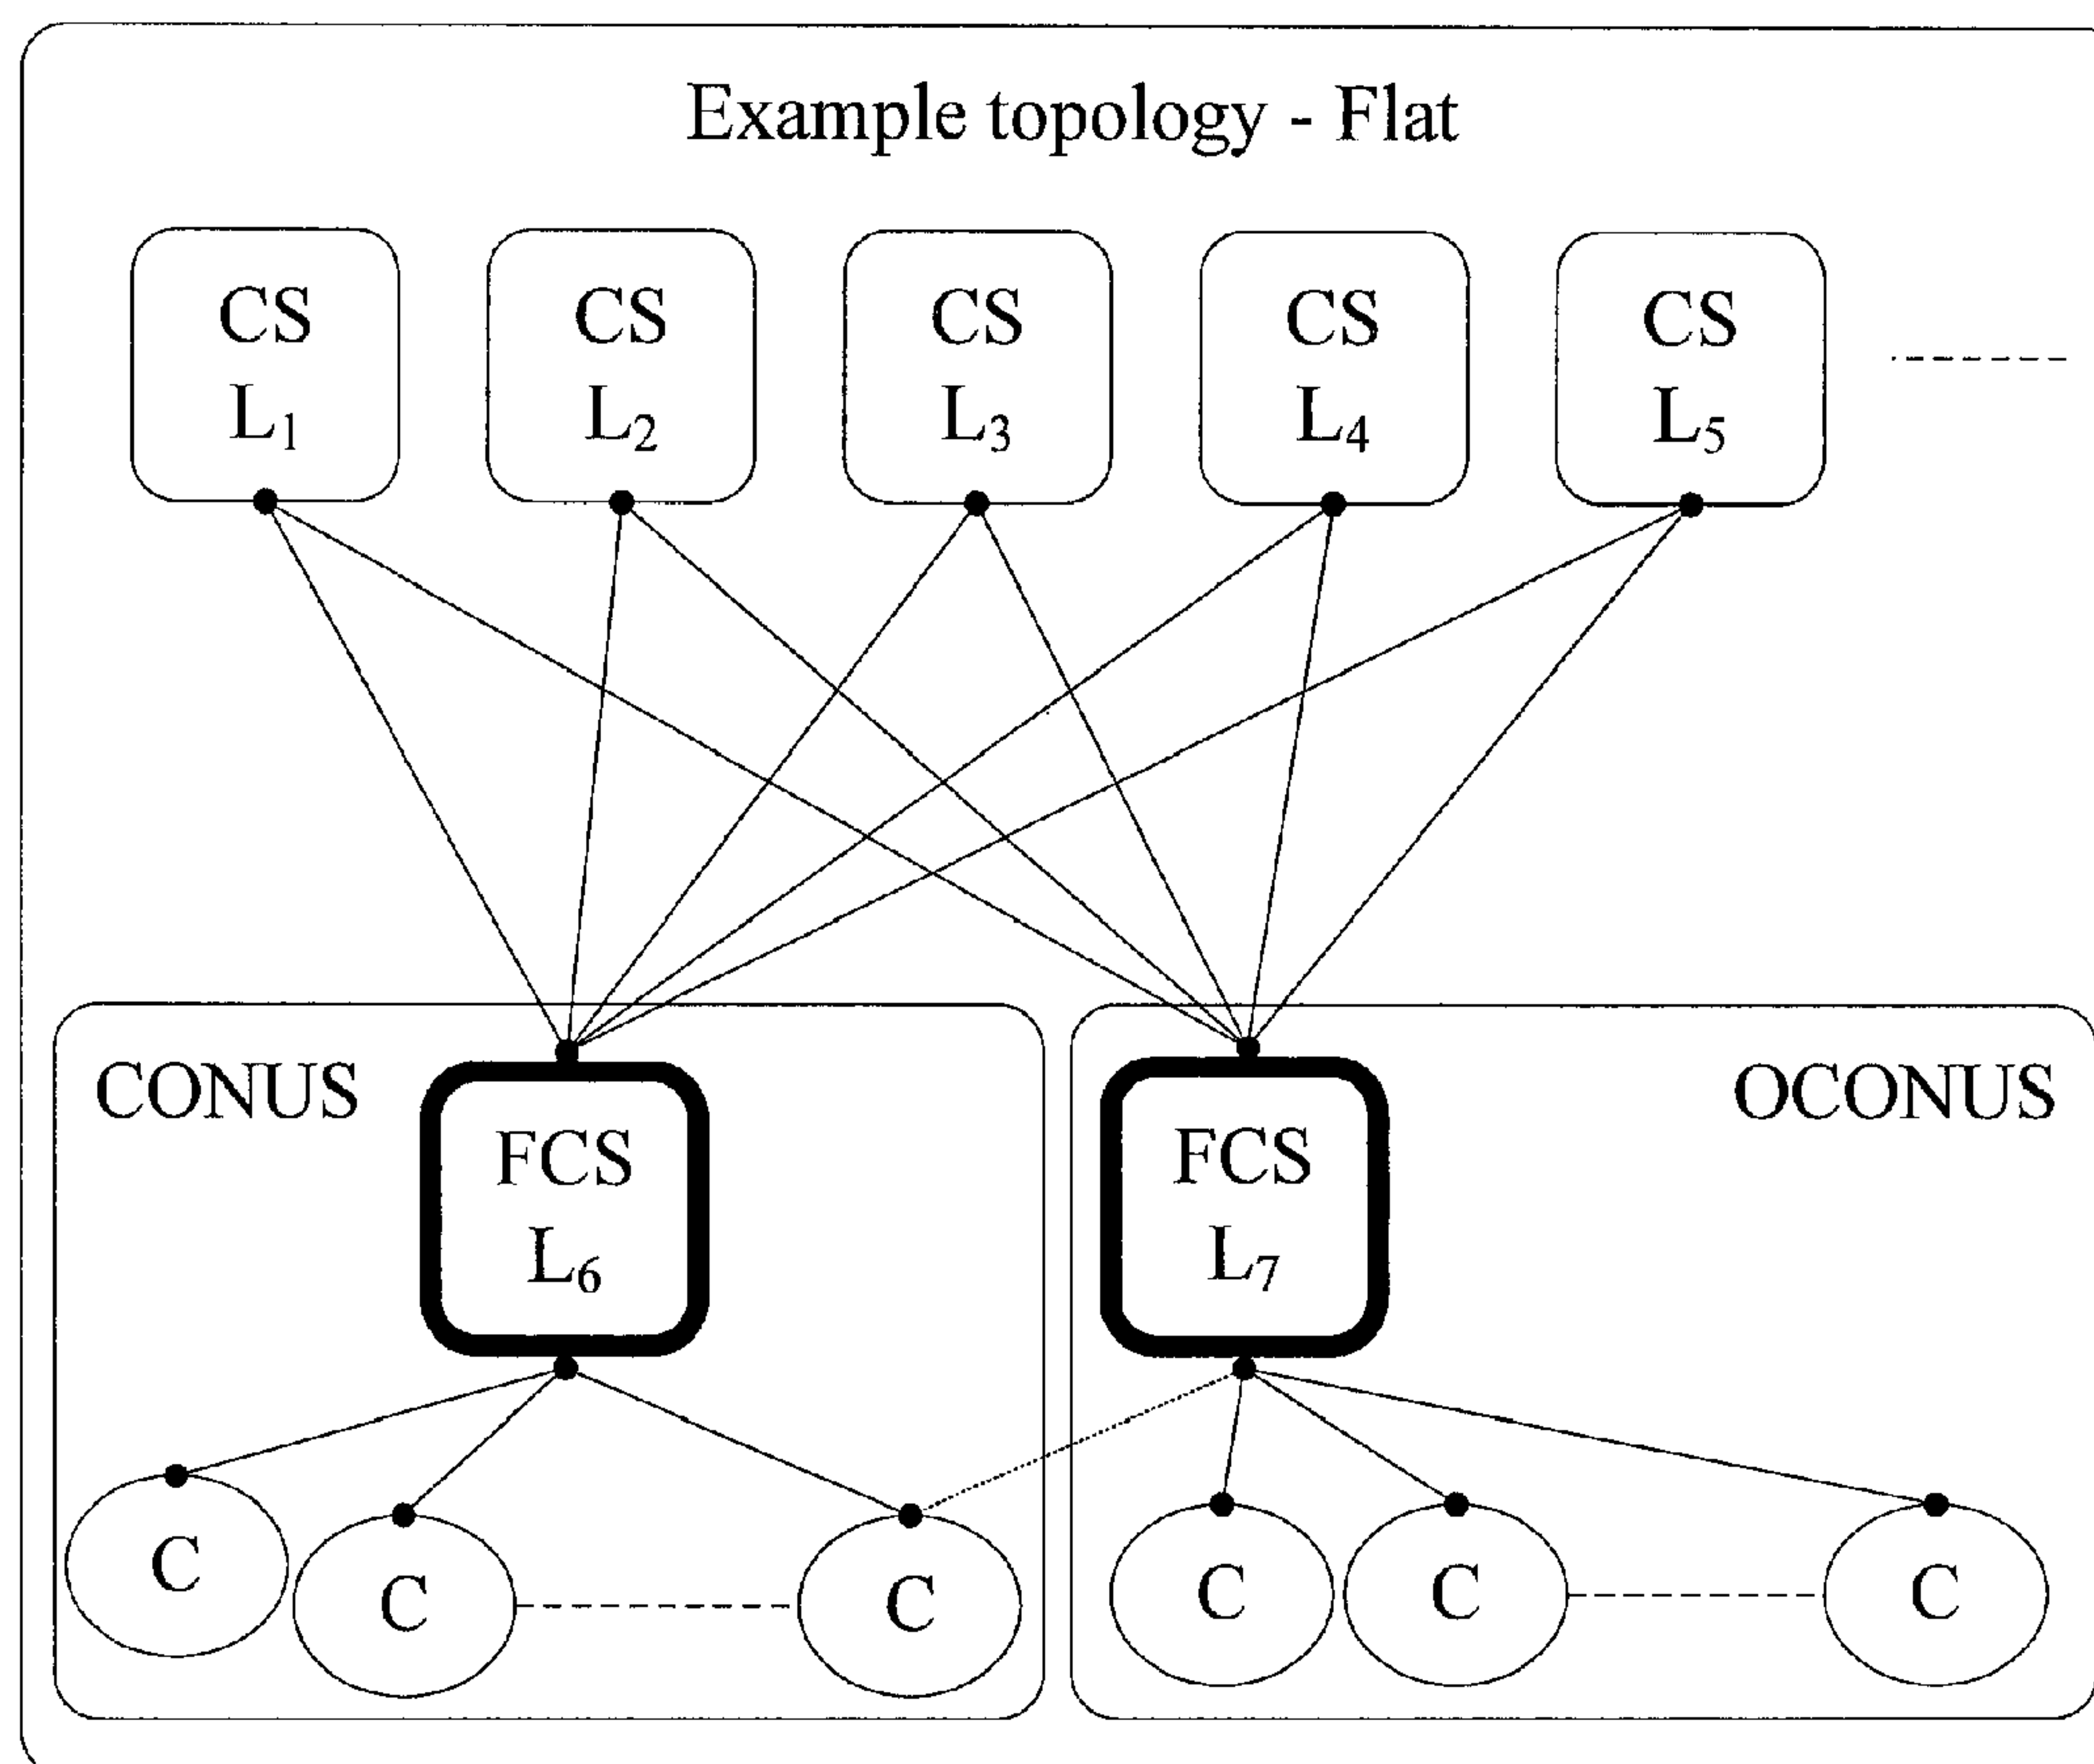 Example topology - Flat
CS
L1
CS
L2
CS
L3
CS
L4
CS
L5
CONUS
FCS
L6
FCS
L7
OCONUS
C
C
C
C
C
C